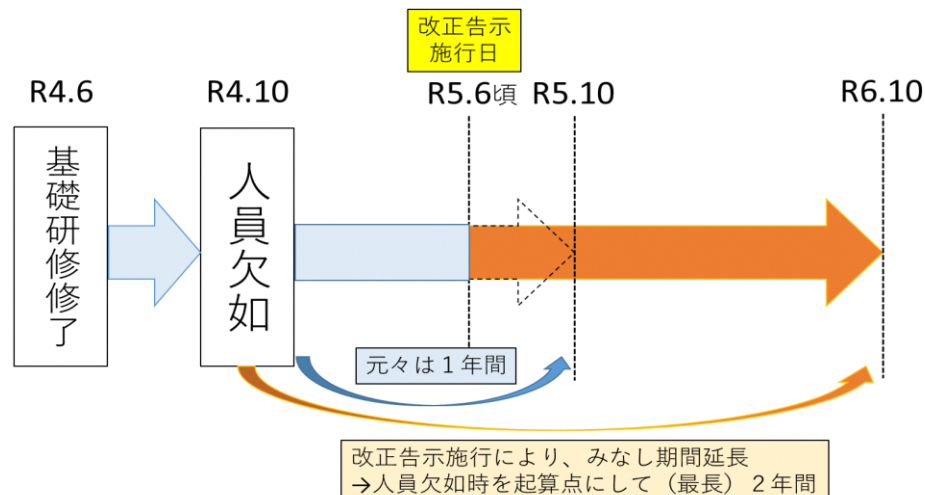 改正告示
施行日
R4.6
R4.10
R5.6頃
R5.10
R6.10
基礎研修修了
人員欠如
元々は１年間
改正告示施行により、みなし期間延長
→人員欠如時を起算点にして（最長）２年間